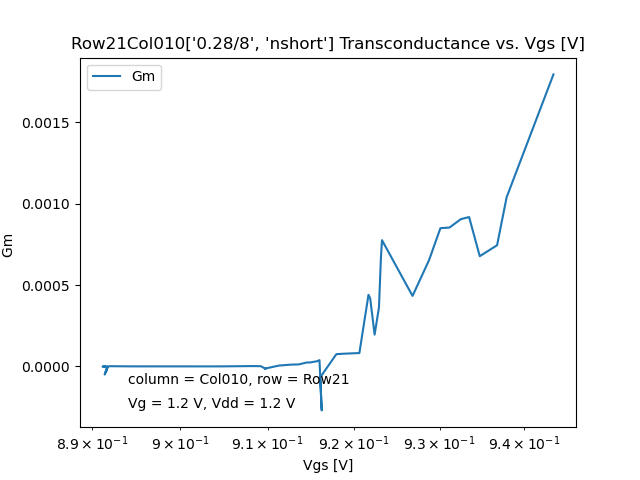 Row21Col010['0.28/8', 'nshort'] Transconductance vs. Vgs [V]
Gm
0.0015
0.0010
0.0005
0.0000
Gm
column = Col010, row = Row21
Vg = 1.2 V, Vdd = 1.2 V
8.9 × 10⁻¹ 9 × 10⁻¹ 9.1 × 10⁻¹ 9.2 × 10⁻¹ 9.3 × 10⁻¹ 9.4 × 10⁻¹
Vgs [V]